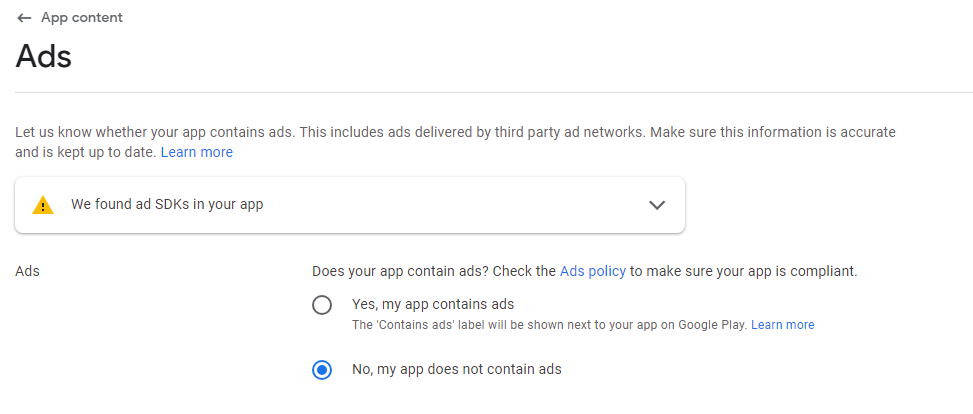 App content
Ads
Let us know whether your app contains ads. This includes ads delivered by third party ad networks. Make sure this information is accurate
and is kept up to date. Learn more
We found ad SDKs in your app
Ads
Does your app contain ads? Check the Ads policy to make sure your app is compliant.
Yes, my app contains ads
The 'Contains ads' label will be shown next to your app on Google Play. Learn more
No, my app does not contain ads